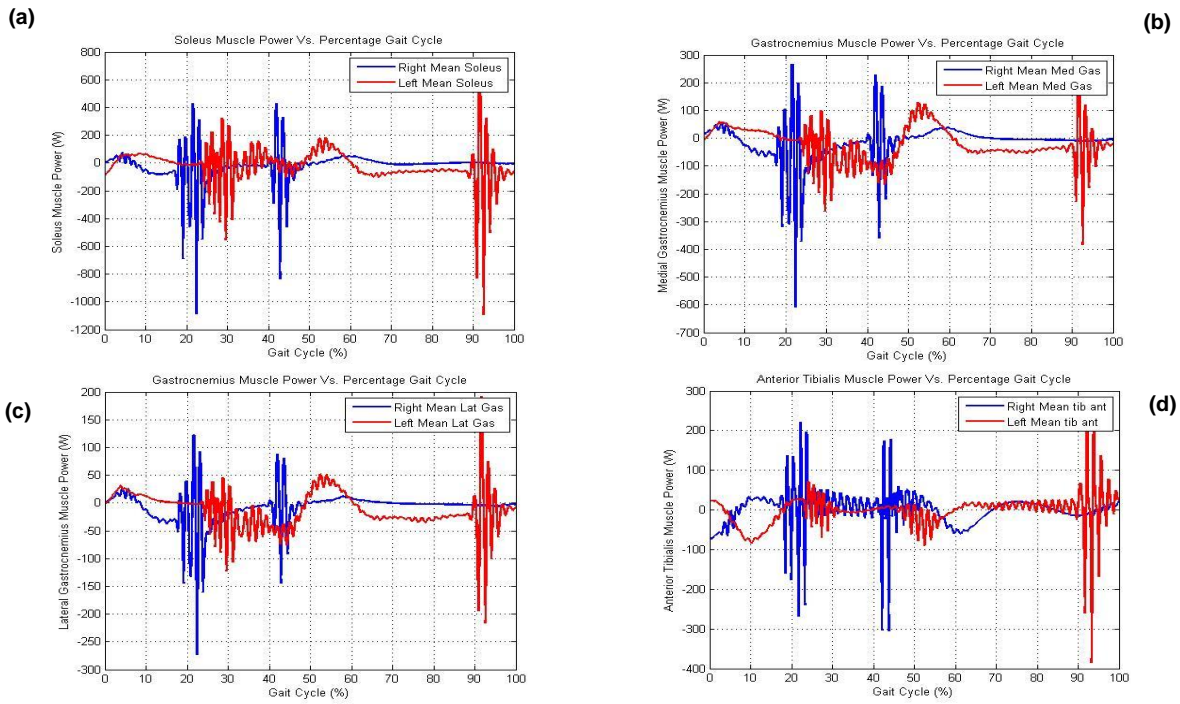 (a)
Soleus Muscle Power Vs. Percentage Gait Cycle
Right Mean Soleus
Left Mean Soleus
Soleus Muscle Power (W)
800
600
400
200
0
-200
-400
-600
-800
-1000
-1200
0 10 20 30 40 50 60 70 80 90 100
Gait Cycle (%)
(b)
Gastrocnemius Muscle Power Vs. Percentage Gait Cycle
Right Mean Med Gas
Left Mean Med Gas
Medial Gastrocnemius Muscle Power (W)
300
200
100
0
-100
-200
-300
-400
-500
-600
-700
0 10 20 30 40 50 60 70 80 90 100
Gait Cycle (%)
(c)
Gastrocnemius Muscle Power Vs. Percentage Gait Cycle
Right Mean Lat Gas
Left Mean Lat Gas
Lateral Gastrocnemius Muscle Power (W)
200
150
100
50
0
-50
-100
-150
-200
-250
-300
0 10 20 30 40 50 60 70 80 90 100
Gait Cycle (%)
(d)
Anterior Tibialis Muscle Power Vs. Percentage Gait Cycle
Right Mean tib ant
Left Mean tib ant
Anterior Tibialis Muscle Power (W)
300
200
100
0
-100
-200
-300
-400
0 10 20 30 40 50 60 70 80 90 100
Gait Cycle (%)